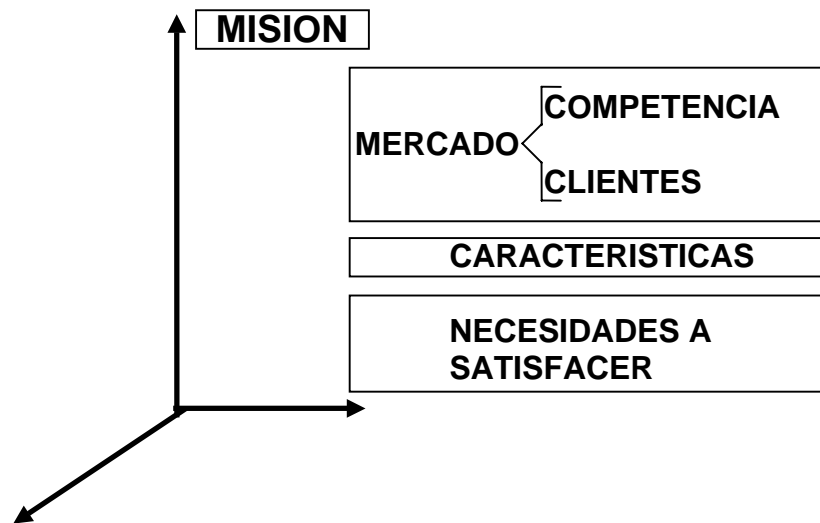 MISION
COMPETENCIA
MERCADO
CLIENTES
CARACTERISTICAS
NECESIDADES A
SATISFACER